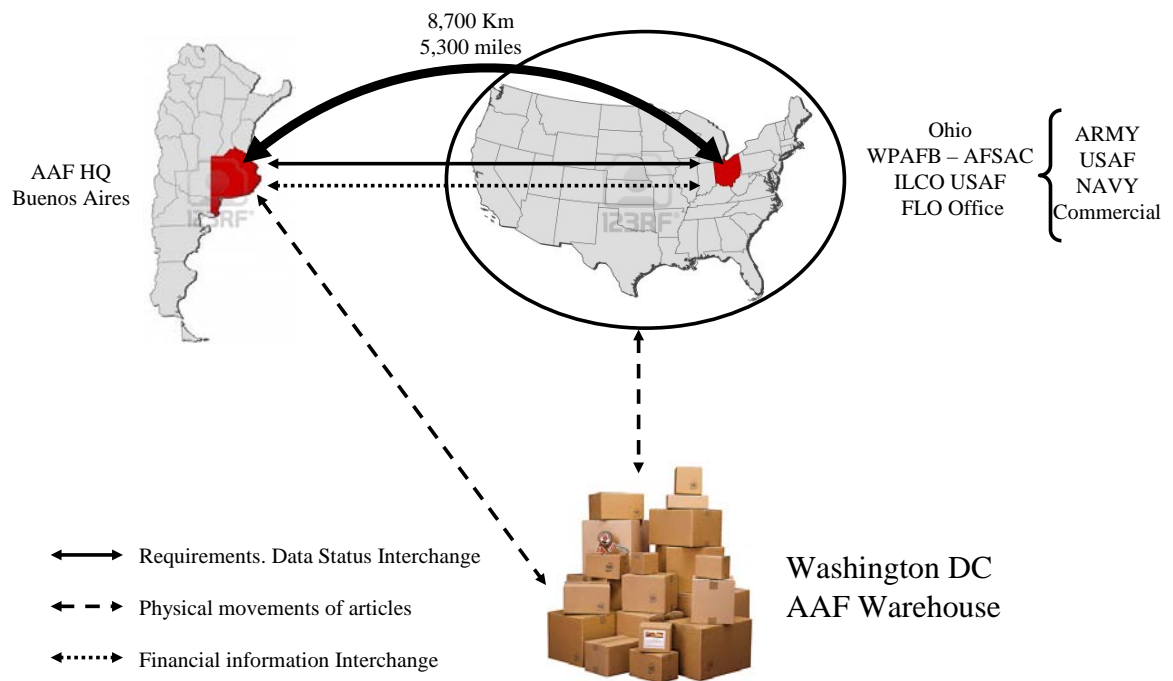 8,700 Km
5,300 miles
AAF HQ
Buenos Aires
123RF®
123RF®
Ohio
WPAFB – AFSAC
ILCO USAF
FLO Office
ARMY
USAF
NAVY
Commercial
Requirements. Data Status Interchange
Physical movements of articles
Financial information Interchange
Washington DC
AAF Warehouse